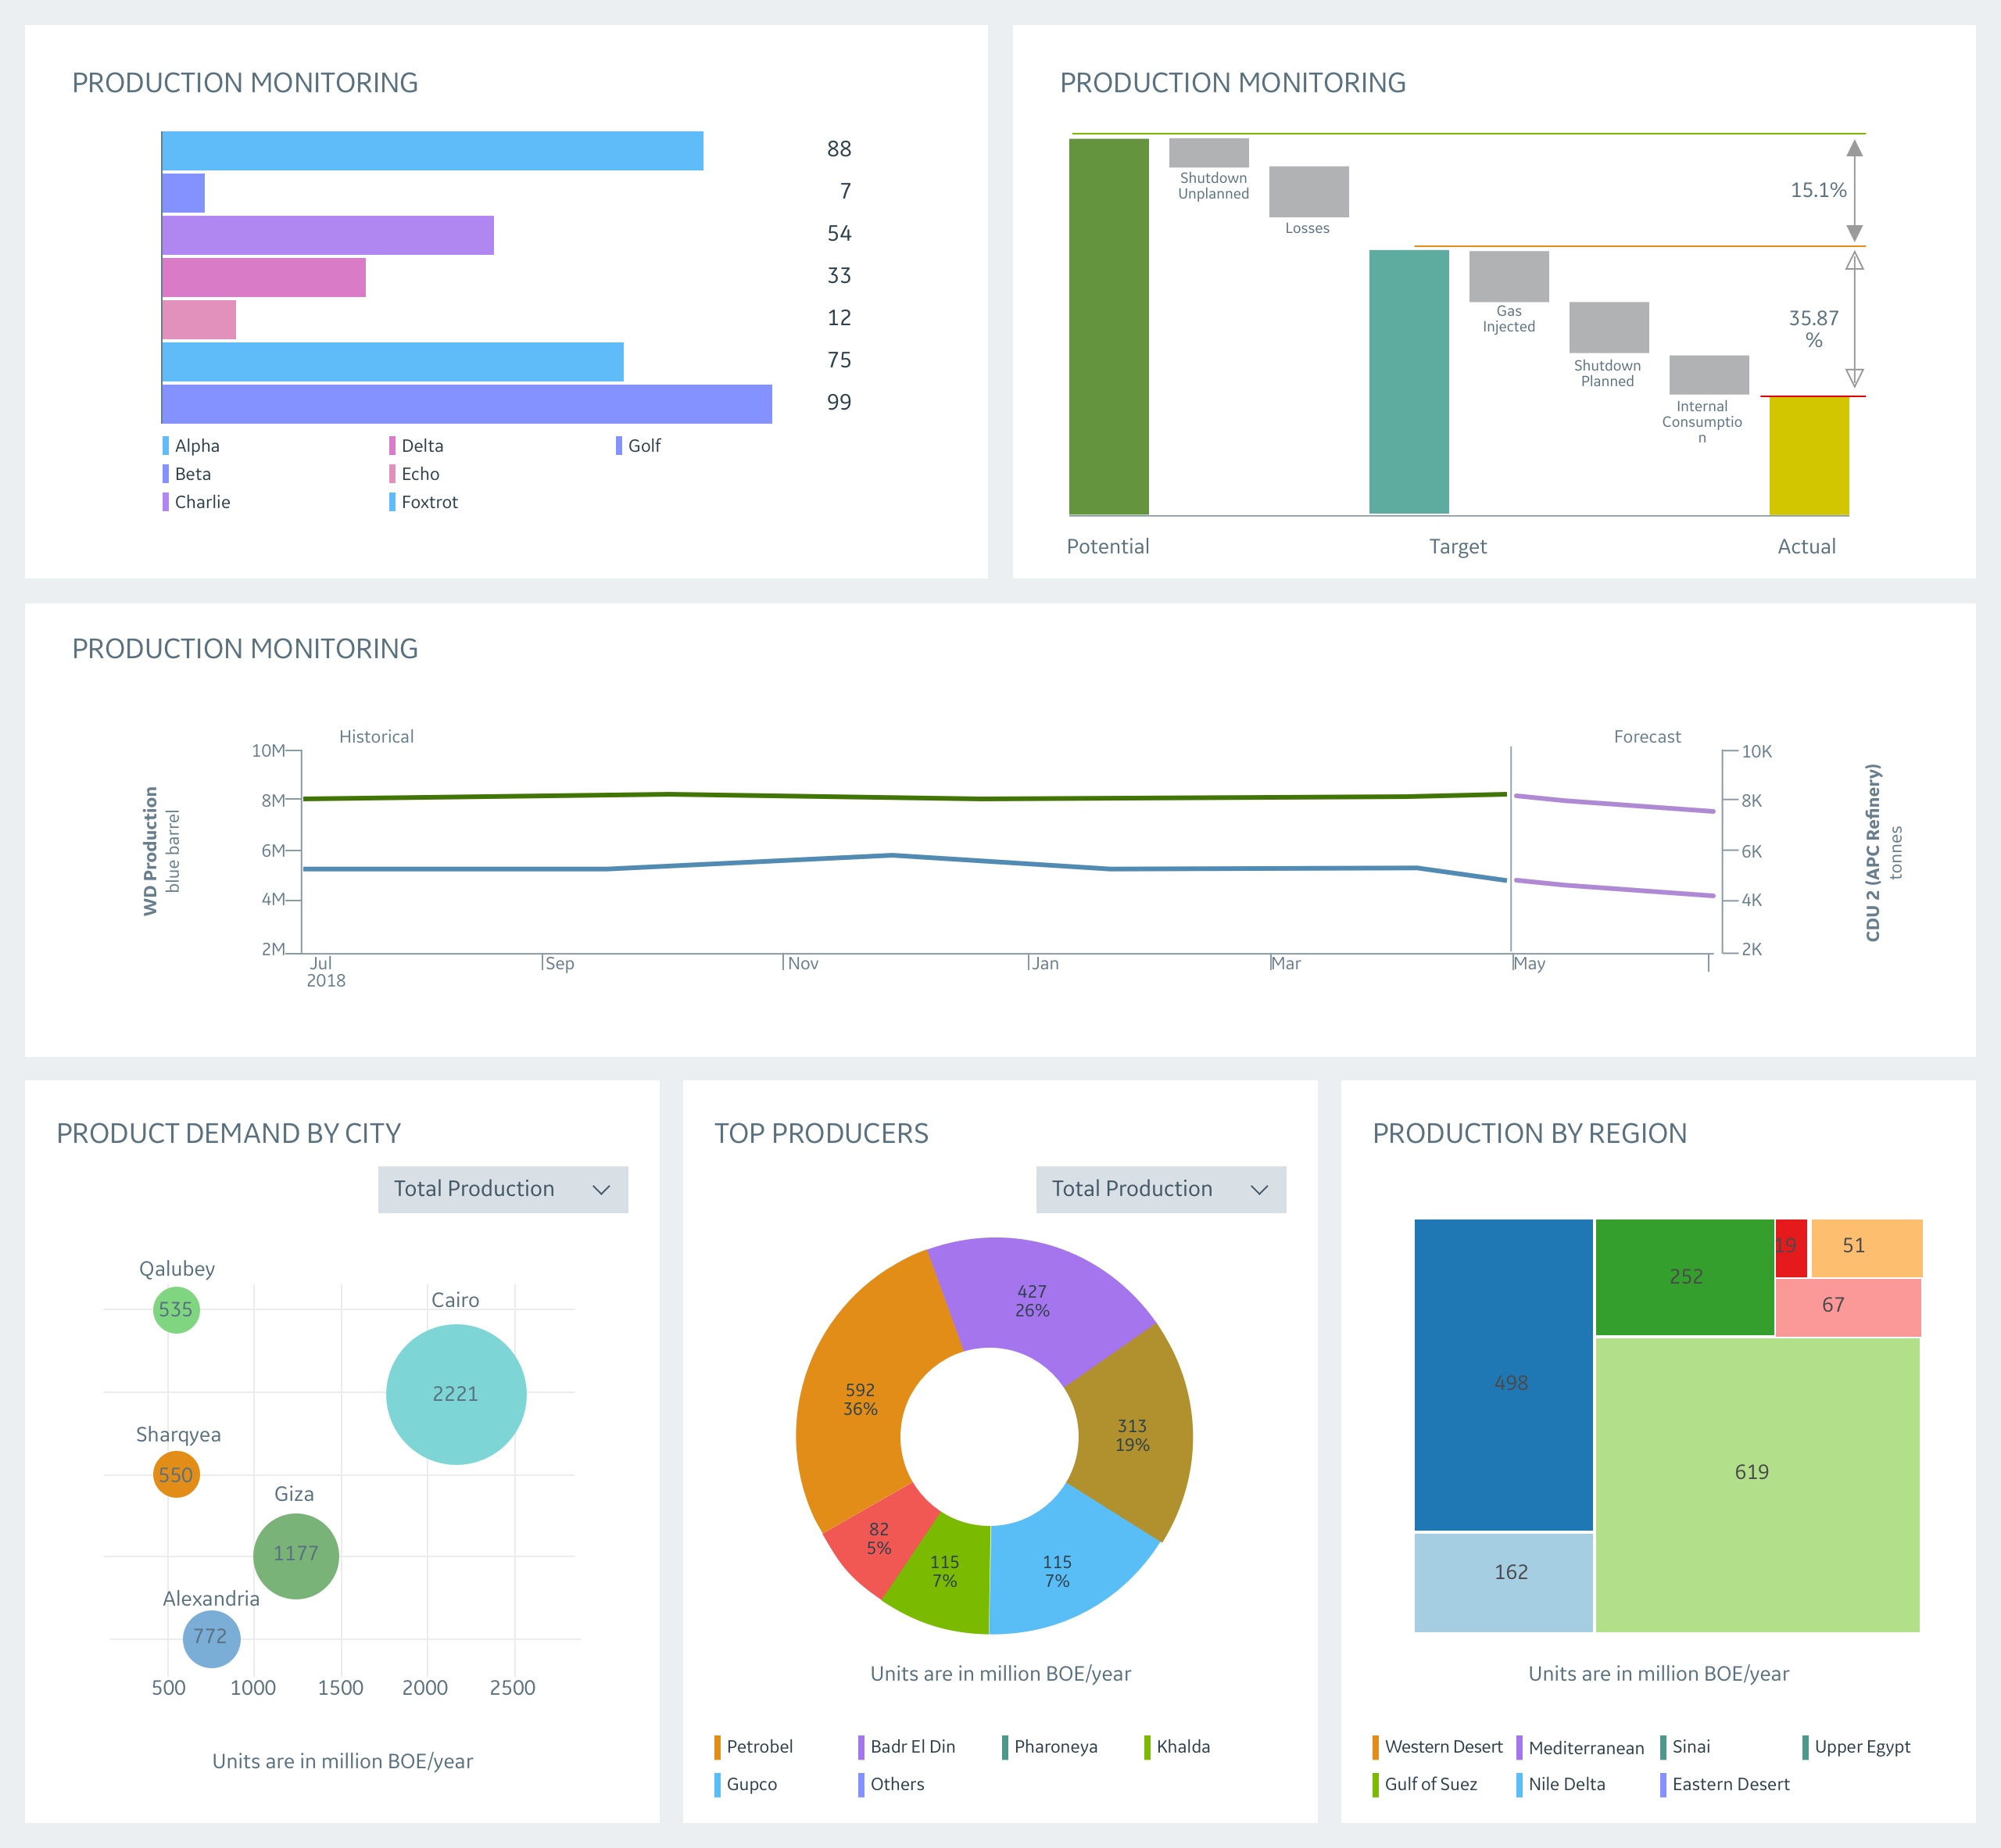 PRODUCTION MONITORING
88
7
54
33
12
75
99
Alpha
Delta
Golf
Beta
Echo
Charlie
Foxtrot
PRODUCTION MONITORING
15.1%
Shutdown
Unplanned
Losses
35.87
%
Gas
Injected
Shutdown
Planned
Internal
Consumptio
n
Potential
Target
Actual
PRODUCTION MONITORING
Historical
Forecast
WD Production
blue barrel
10M
8M
6M
4M
2M
10K
8K
6K
4K
2K
CDU 2 (APC Refinery)
tonnes
Jul
2018
Sep
Nov
Jan
Mar
May
PRODUCT DEMAND BY CITY
Total Production
Qalubey
535
Cairo
2221
Sharqyea
550
Giza
1177
Alexandria
772
500
1000
1500
2000
2500
Units are in million BOE/year
TOP PRODUCERS
Total Production
427
26%
592
36%
313
19%
82
5%
115
7%
115
7%
Units are in million BOE/year
Petrobel
Badr El Din
Pharoneya
Khalda
Gupco
Others
PRODUCTION BY REGION
19
51
252
67
498
619
162
Units are in million BOE/year
Western Desert
Mediterranean
Sinai
Upper Egypt
Gulf of Suez
Nile Delta
Eastern Desert